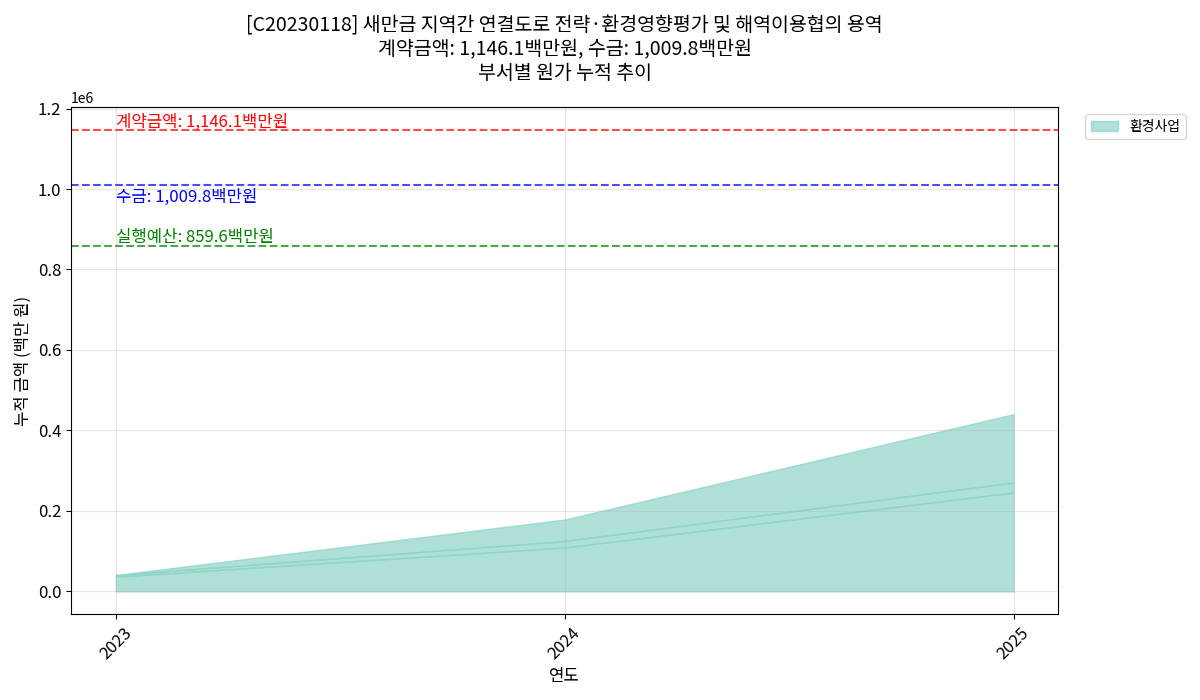 [C20230118] 새만금 지역간 연결도로 전략·환경영향평가 및 해역이용협의 용역
계약금액: 1,146.1백만원, 수금: 1,009.8백만원
부서별 원가 누적 추이
1e6
1.2
1.0
0.8
0.6
0.4
0.2
0.0
누적 금액 (백만 원)
계약금액: 1,146.1백만원
수금: 1,009.8백만원
실행예산: 859.6백만원
환경사업
2023
2024
2025
연도